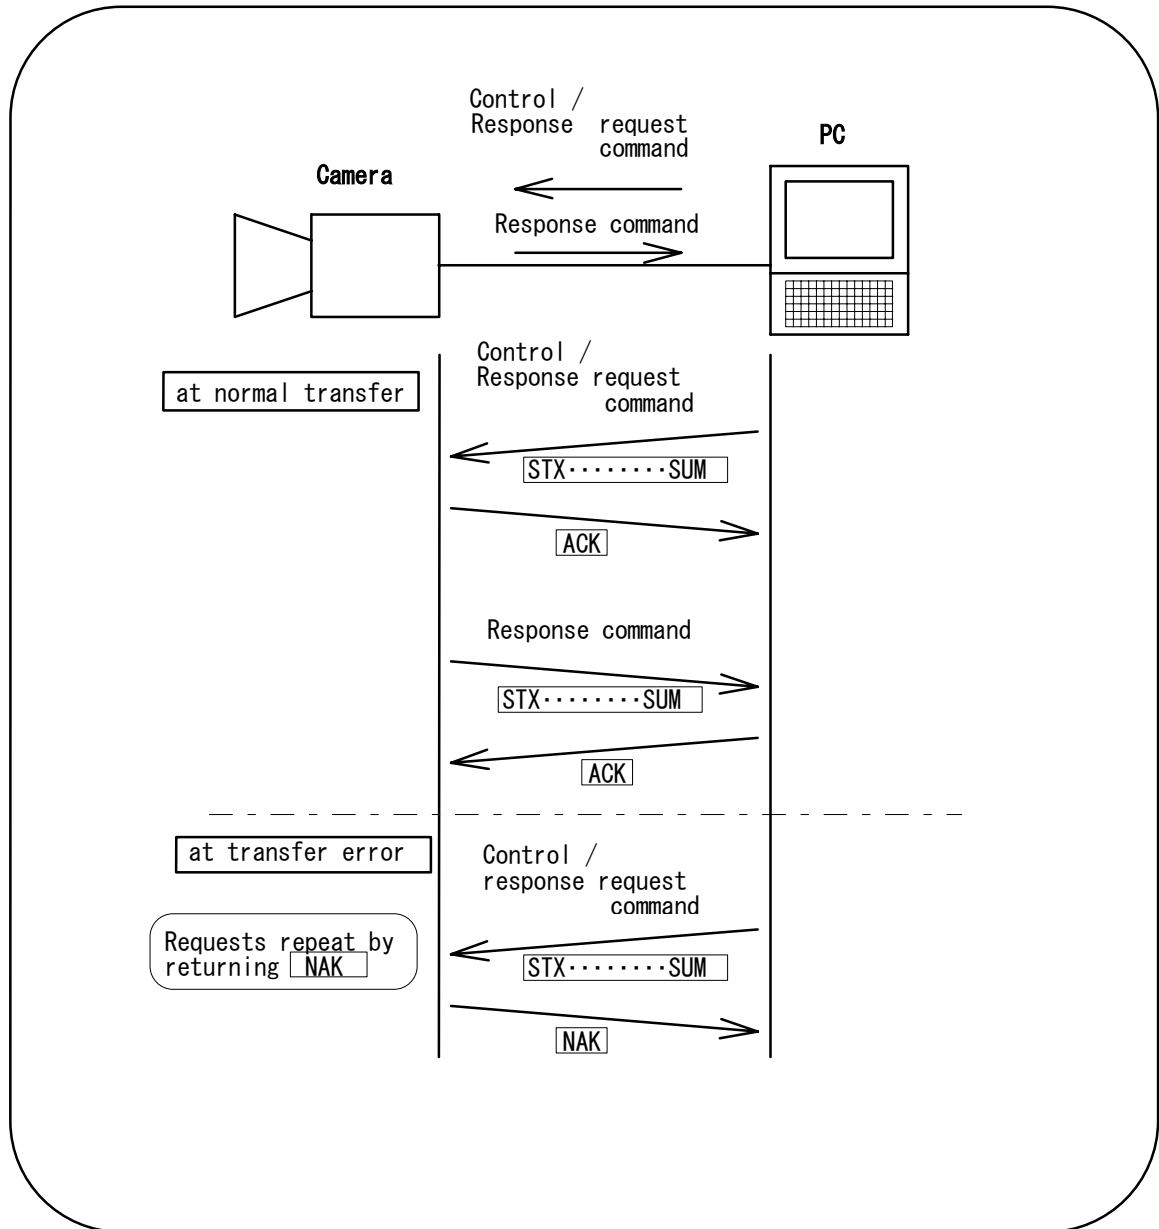 Control /
Response request
command
PC
Camera
Response command
Control /
Response request
command
at normal transfer
STX········SUM
ACK
Response command
STX········SUM
ACK
at transfer error
Control /
response request
command
Requests repeat by
returning NAK
STX········SUM
NAK